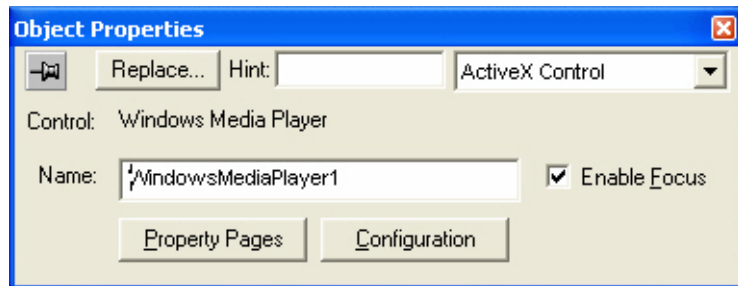 Object Properties
Replace... Hint: ActiveX Control
Control: Windows Media Player
Name: WindowsMediaPlayer1 Enable Focus
Property Pages Configuration